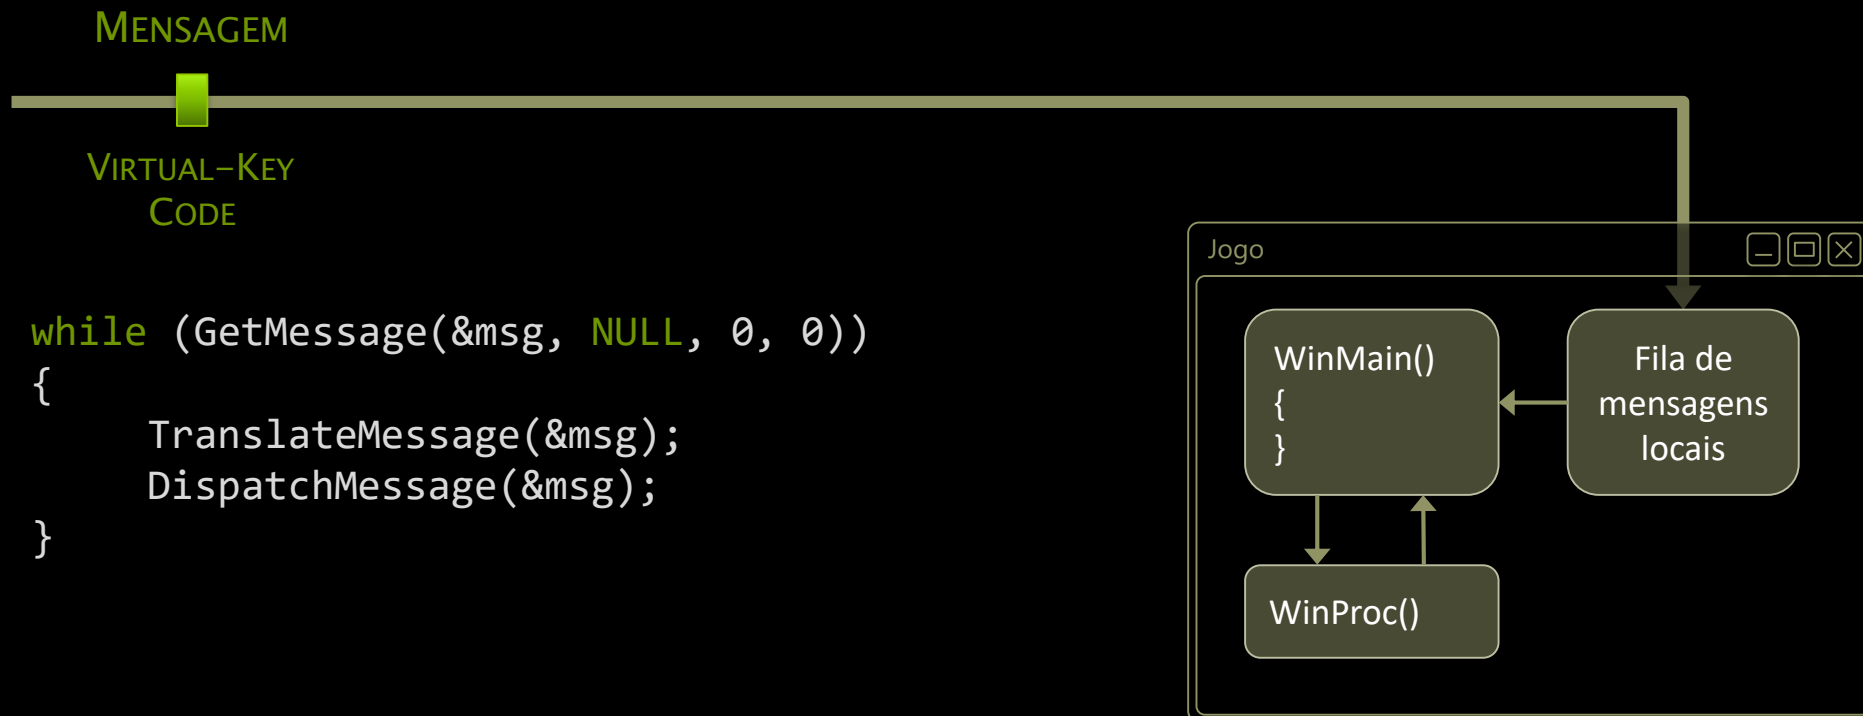 MENSAGEM
VIRTUAL-KEY
CODE
while (GetMessage(&msg, NULL, 0, 0))
{
TranslateMessage(&msg);
DispatchMessage(&msg);
}
Jogo
WinMain()
{
}
Fila de
mensagens
locais
WinProc()